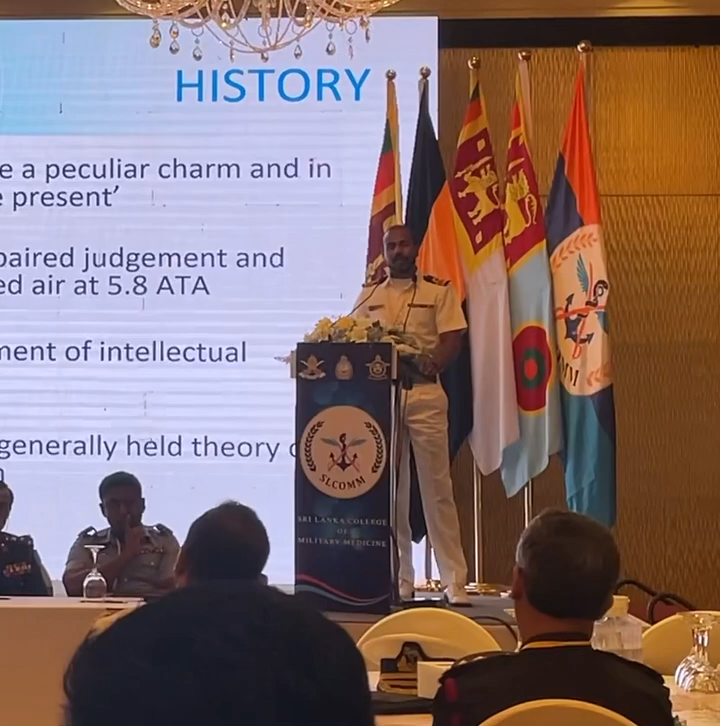 HISTORY
e a peculiar charm and in
e present'
paired judgement and
ed air at 5.8 ATA
ment of intellectual
generally held theory
SLCOMM
SRI LANKA COLLEGE
OF
MILITARY MEDICINE